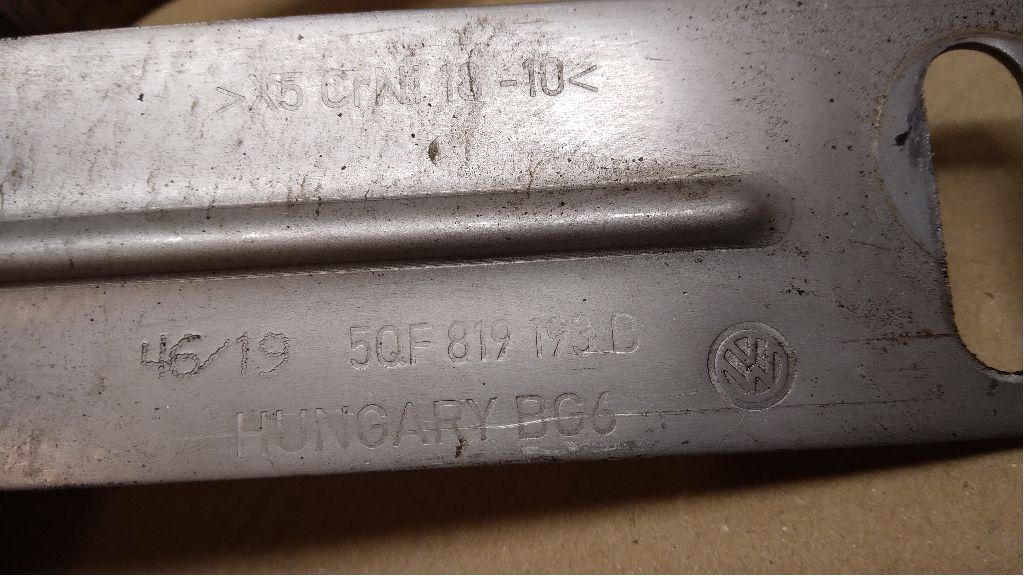 >X5 CrNi 18 -10<
46/19 5QF 819 193 D
HUNGARY BG6